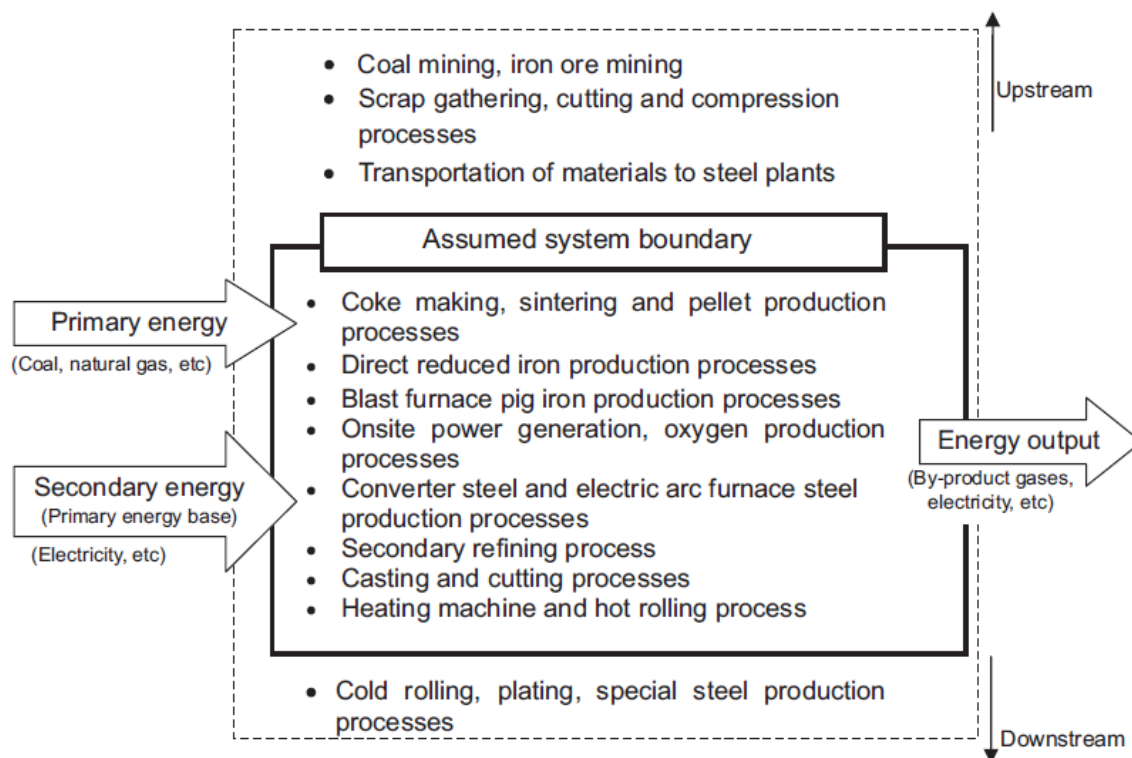 • Coal mining, iron ore mining
• Scrap gathering, cutting and compression
processes
• Transportation of materials to steel plants
Upstream
Assumed system boundary
Primary energy
(Coal, natural gas, etc)
Secondary energy
(Primary energy base)
(Electricity, etc)
• Coke making, sintering and pellet production
processes
• Direct reduced iron production processes
• Blast furnace pig iron production processes
• Onsite power generation, oxygen production
processes
• Converter steel and electric arc furnace steel
production processes
• Secondary refining process
• Casting and cutting processes
• Heating machine and hot rolling process
Energy output
(By-product gases,
electricity, etc)
• Cold rolling, plating, special steel production
processes
Downstream